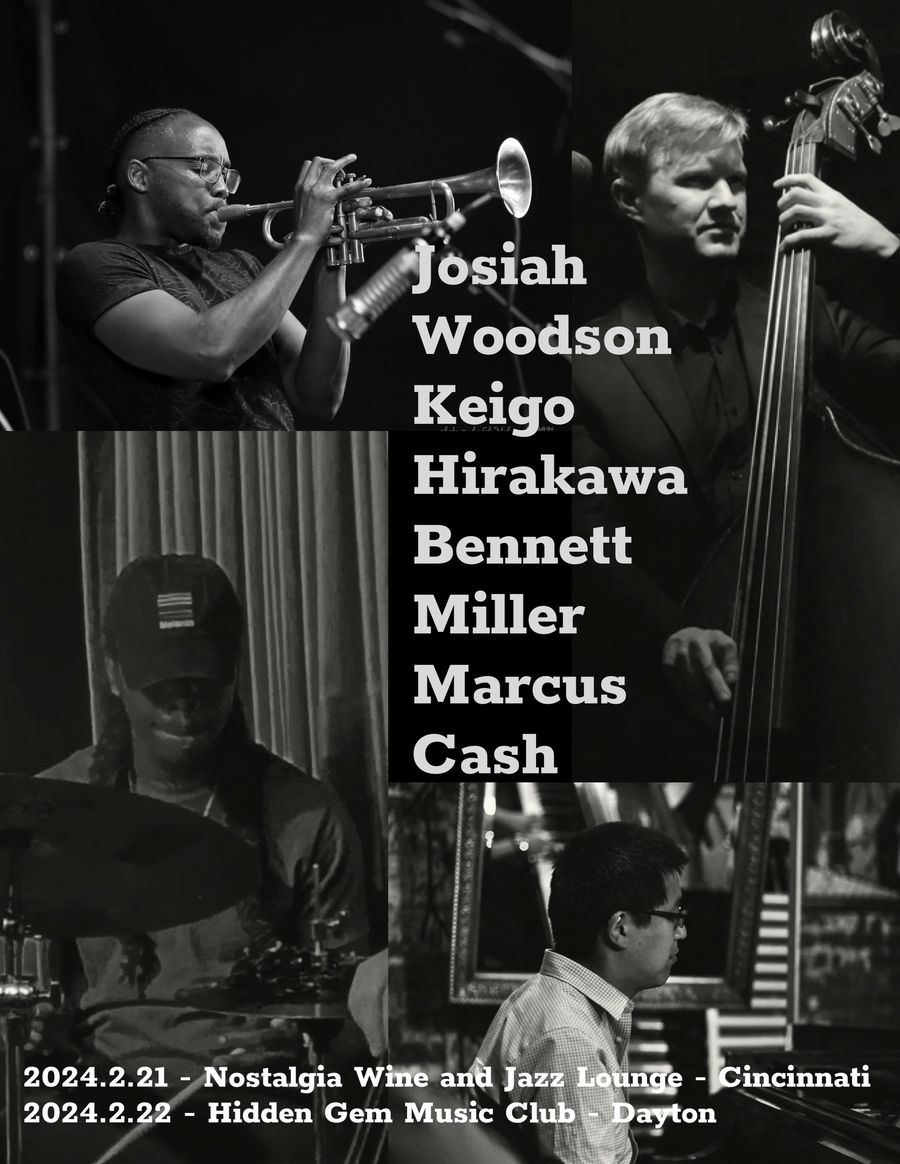 Josiah
Woodson
Keigo
Hirakawa
Bennett
Miller
Marcus
Cash
2024.2.21 - Nostalgia Wine and Jazz Lounge - Cincinnati
2024.2.22 - Hidden Gem Music Club - Dayton